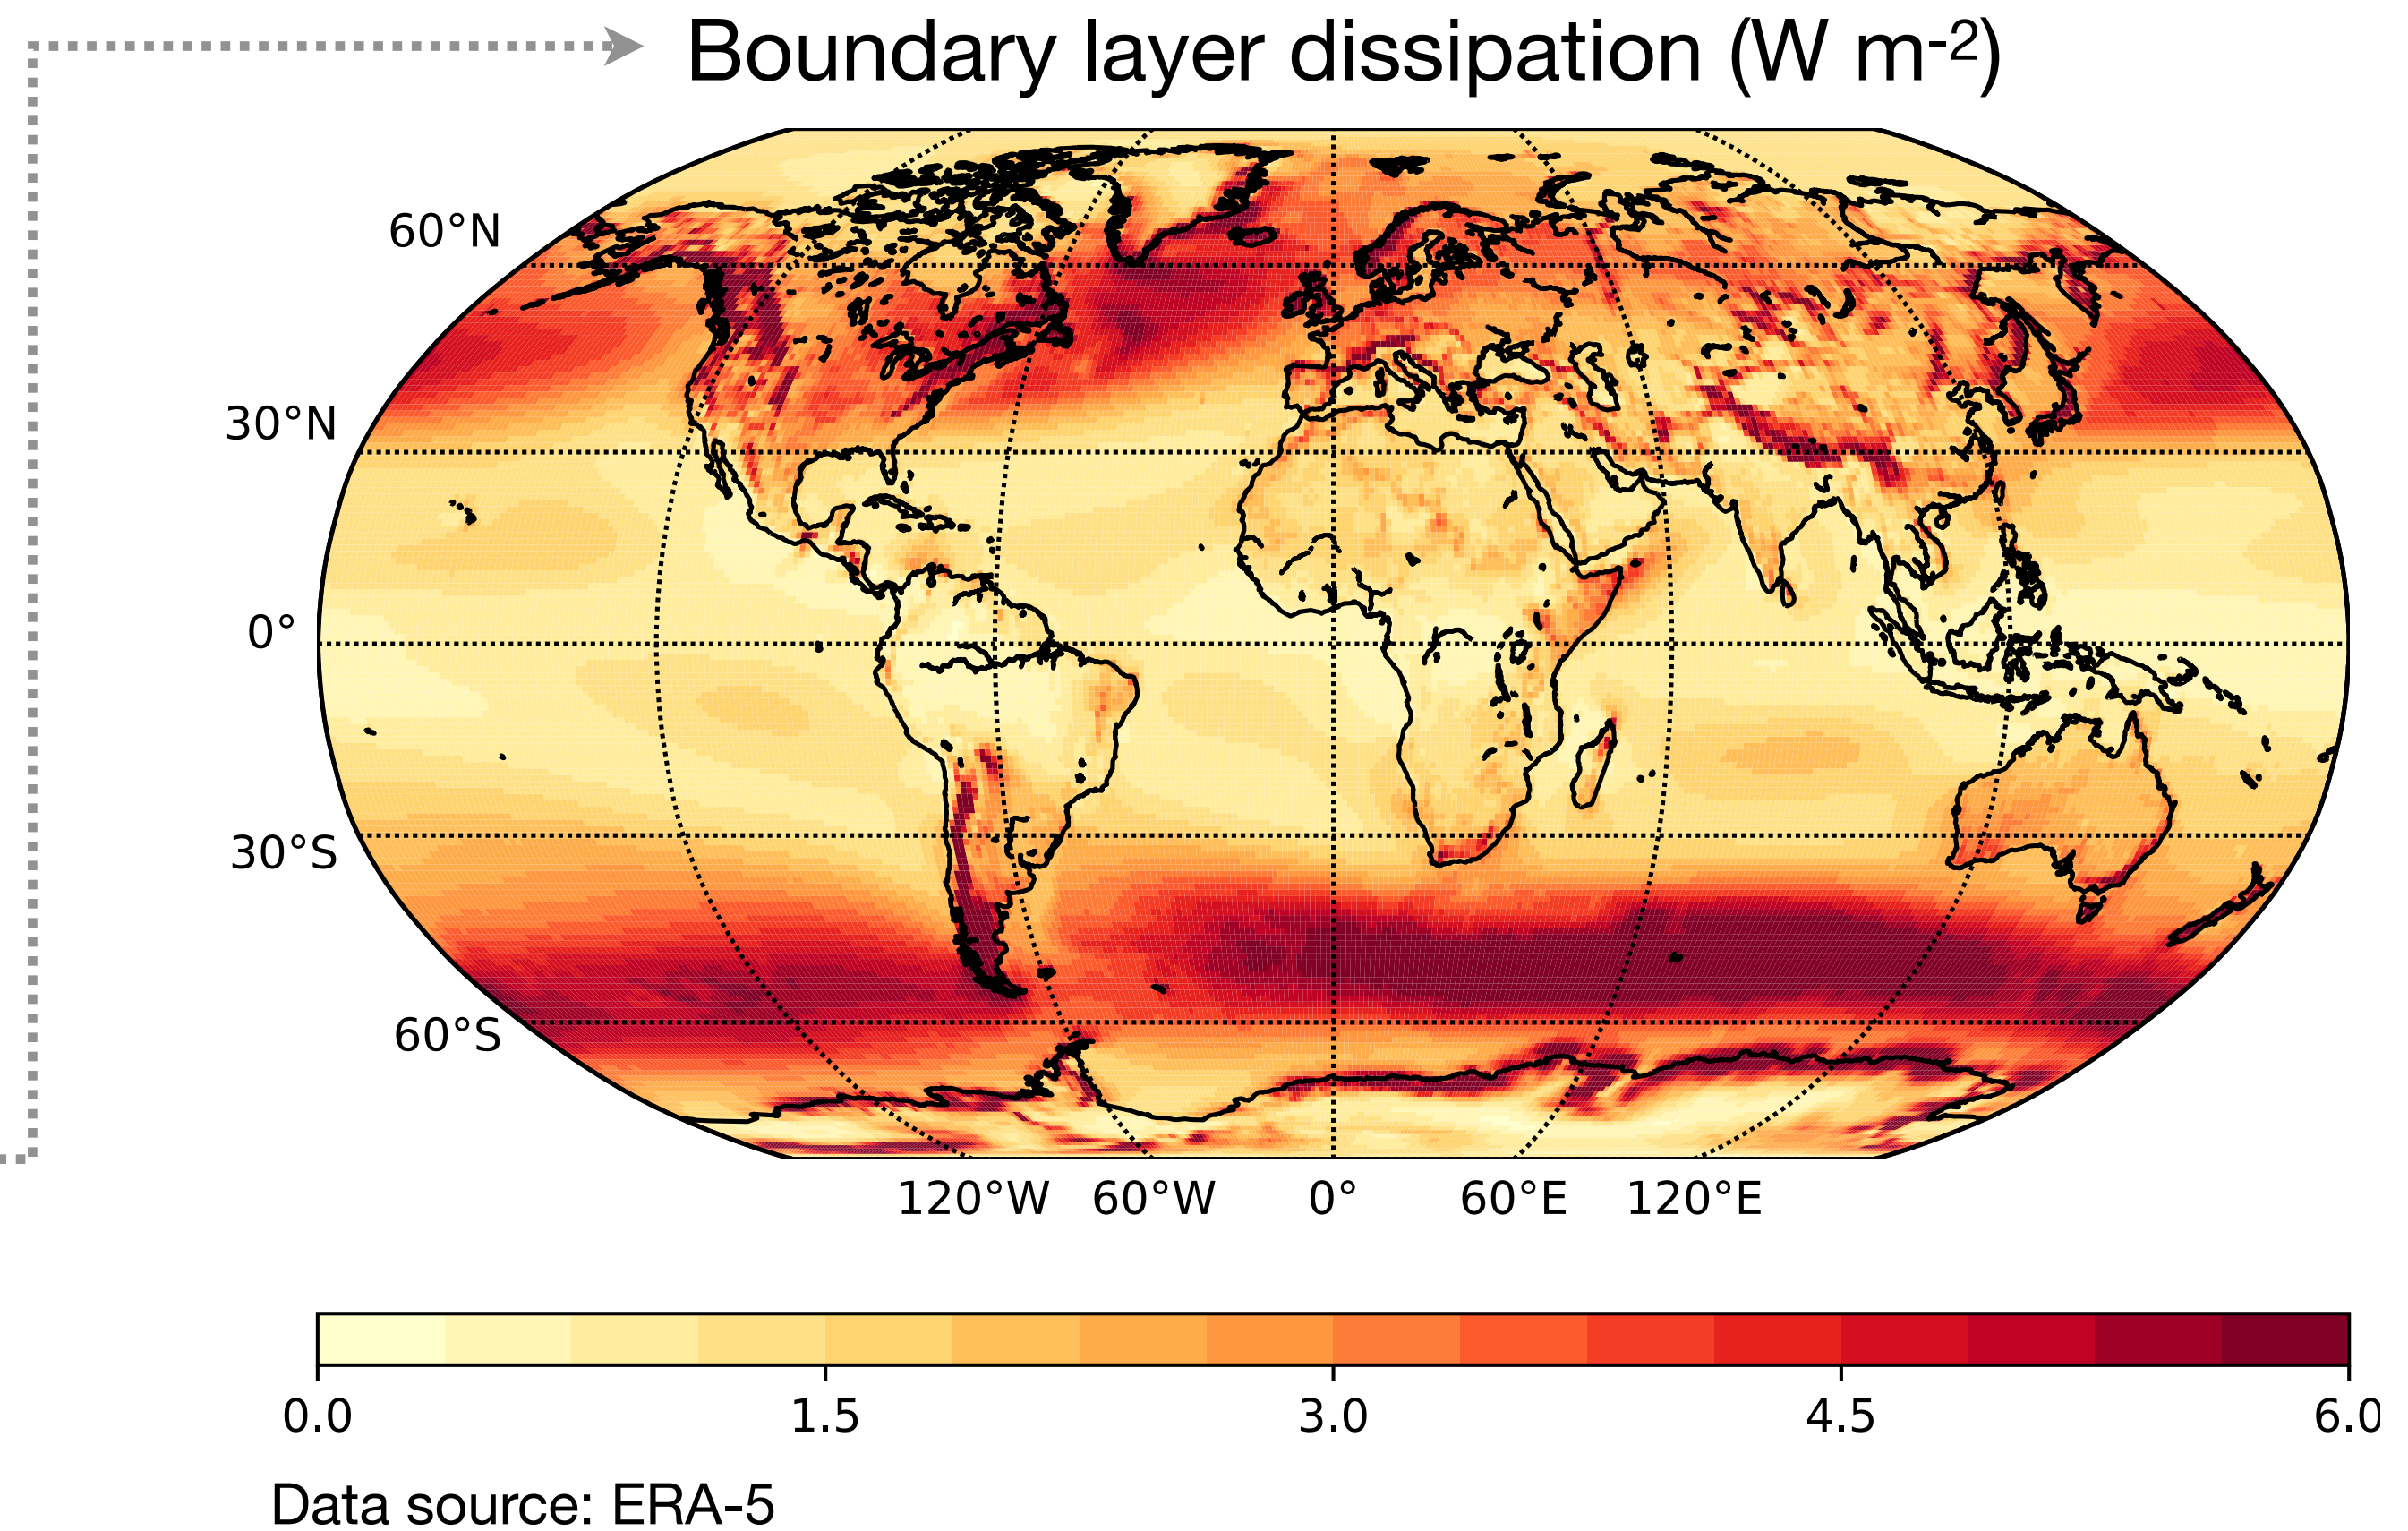 Boundary layer dissipation (W m-2)
60°N
30°N
0°
30°S
60°S
120°W 60°W 0° 60°E 120°E
0.0 1.5 3.0 4.5 6.0
Data source: ERA-5